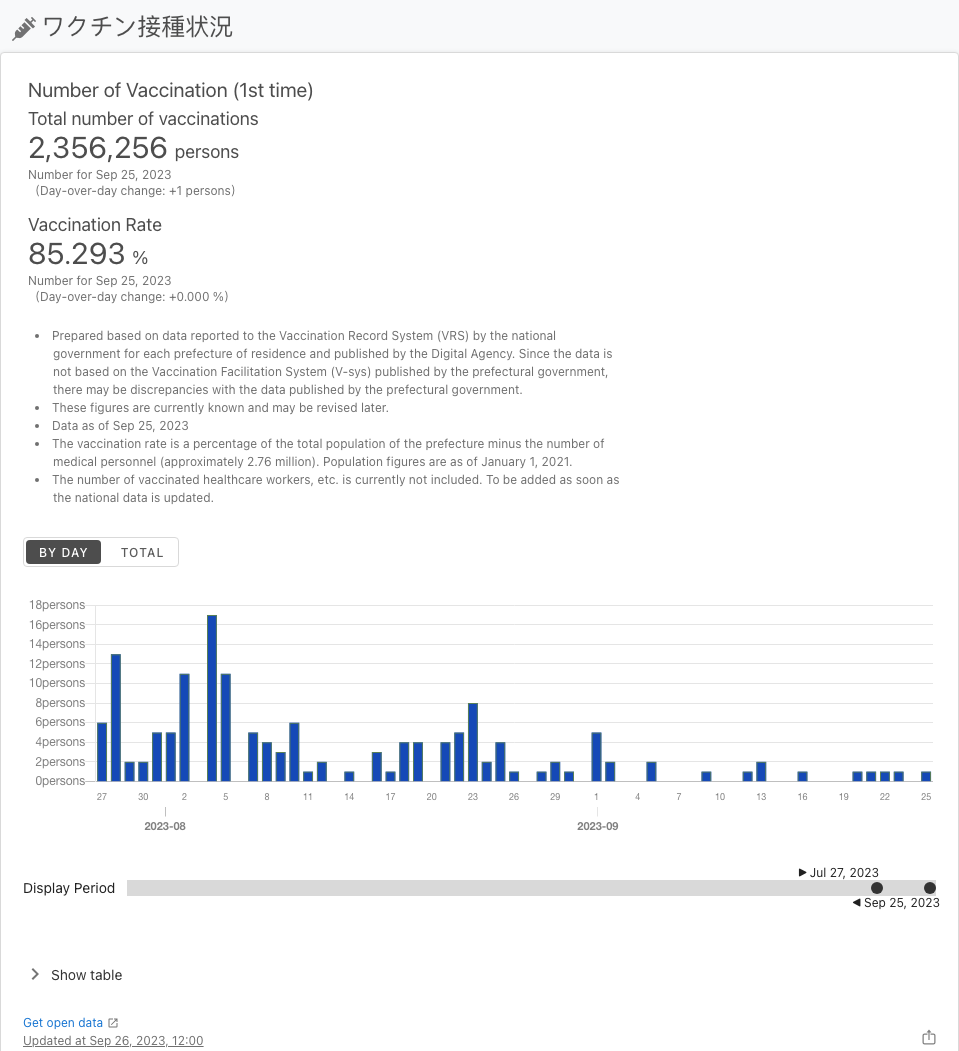 ワクチン接種状況
Number of Vaccination (1st time)
Total number of vaccinations
2,356,256 persons
Number for Sep 25, 2023
(Day-over-day change: +1 persons)
Vaccination Rate
85.293 %
Number for Sep 25, 2023
(Day-over-day change: +0.000 %)
• Prepared based on data reported to the Vaccination Record System (VRS) by the national
government for each prefecture of residence and published by the Digital Agency. Since the data is
not based on the Vaccination Facilitation System (V-sys) published by the prefectural government,
there may be discrepancies with the data published by the prefectural government.
• These figures are currently known and may be revised later.
• Data as of Sep 25, 2023
• The vaccination rate is a percentage of the total population of the prefecture minus the number of
medical personnel (approximately 2.76 million). Population figures are as of January 1, 2021.
• The number of vaccinated healthcare workers, etc. is currently not included. To be added as soon as
the national data is updated.
BY DAY TOTAL
18persons
16persons
14persons
12persons
10persons
8persons
6persons
4persons
2persons
0persons
27 30 2 5 8 11 14 17 20 23 26 29 1 4 7 10 13 16 19 22 25
2023-08 2023-09
Jul 27, 2023
Display Period
Sep 25, 2023
Show table
Get open data
Updated at Sep 26, 2023, 12:00